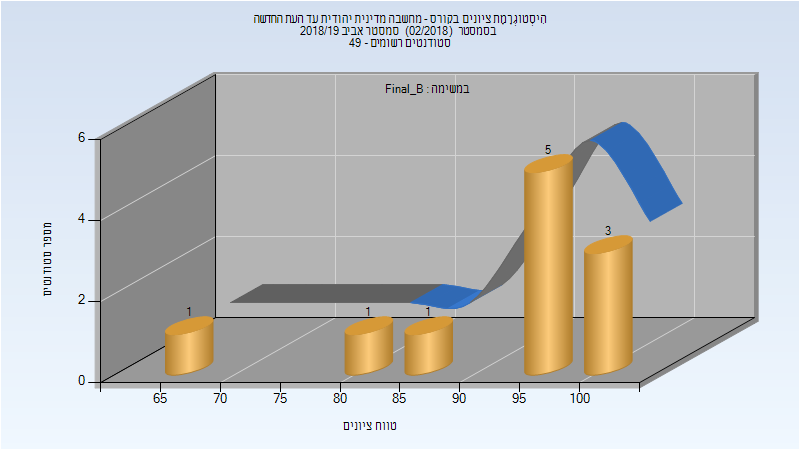 הִיסְטוֹגְרָמַת ציונים בקורס - מחשבה מדינית יהודית עד העת החדשה
בסמסטר (02/2018) סמסטר אביב 2018/19
סטודנטים רשומים - 49
במשימה : Final_B
מספר סטודנטים
6
4
2
0
1
1
1
5
3
65 70 75 80 85 90 95 100
טווח ציונים